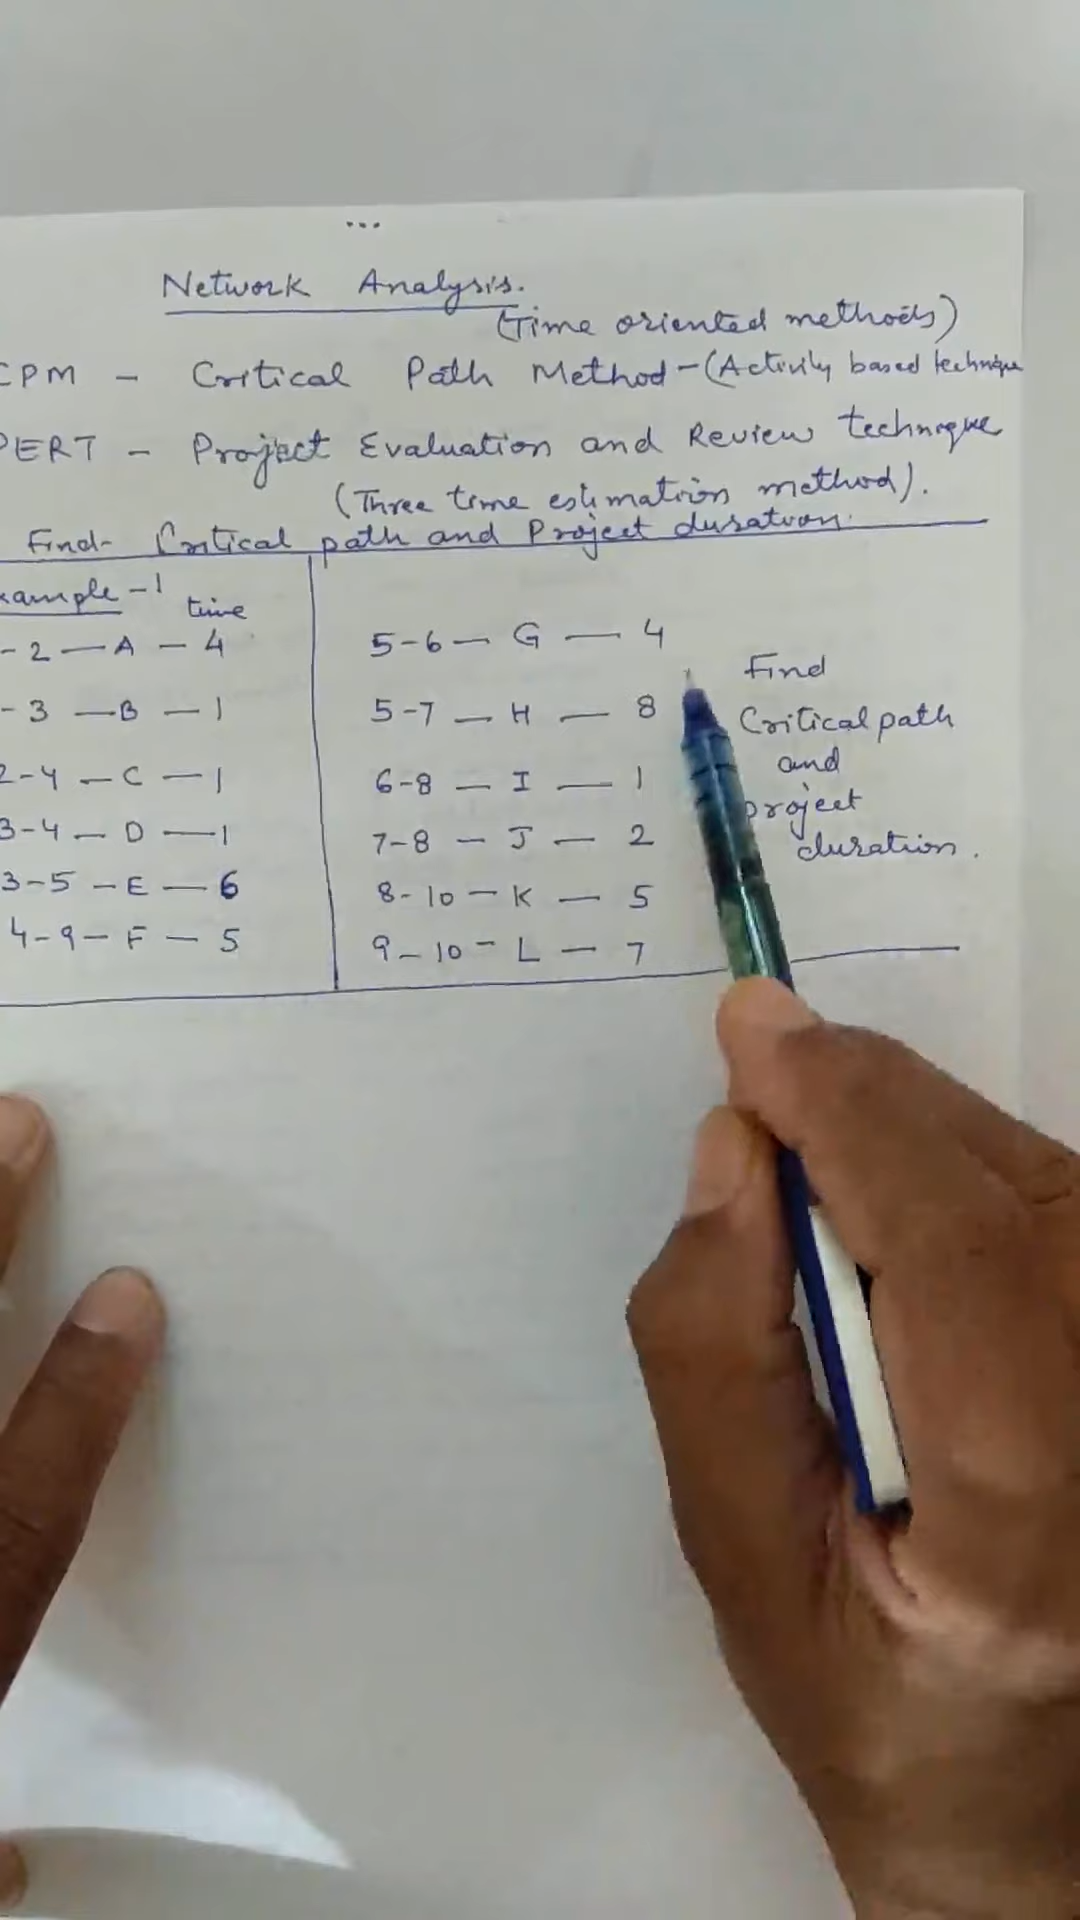 ...
Network Analysis.
(Time oriented methods)
CPM - Critical Path Method - (Activity based technique
PERT - Project Evaluation and Review technique
(Three time estimation method).
Find- Critical path and Project duration.
xample-1 time
-2 — A — 4
-3 — B — 1
2-4 — C — 1
3-4 — D — 1
3-5 — E — 6
4-9 — F — 5
5-6 — G — 4
5-7 — H — 8
6-8 — I — 1
7-8 — J — 2
8-10 — K — 5
9-10 — L — 7
Find
Critical path
and
project
duration.